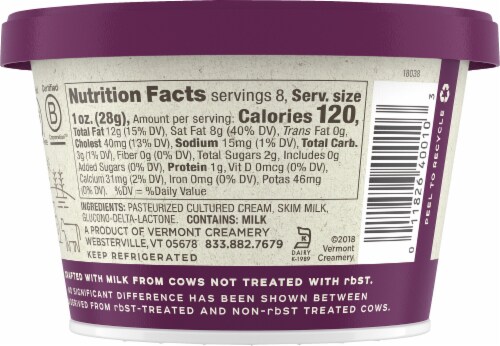 18038
Certified
B
Corporation
Nutrition Facts servings 8, Serv. size
1 oz. (28g), Amount per serving: Calories 120,
Total Fat 12g (15% DV), Sat Fat 8g (40% DV), Trans Fat 0g,
Cholest 40mg (13% DV), Sodium 15mg (1% DV), Total Carb.
3g (1% DV), Fiber 0g (0% DV), Total Sugars 2g, Includes 0g
Added Sugars (0% DV), Protein 1g, Vit D 0mcg (0% DV),
Calcium 31mg (2% DV), Iron 0mg (0% DV), Potas 46mg
(0% DV). %DV = %Daily Value
INGREDIENTS: PASTEURIZED CULTURED CREAM, SKIM MILK,
GLUCONO-DELTA-LACTONE. CONTAINS: MILK
A PRODUCT OF VERMONT CREAMERY
WEBSTERVILLE, VT 05678 833.882.7679
KEEP REFRIGERATED
K
DAIRY
6-1989
©2018
Vermont
Creamery.
0 11826 40010 3
PEEL TO RECYCLE
CRAFTED WITH MILK FROM COWS NOT TREATED WITH rbST.
NO SIGNIFICANT DIFFERENCE HAS BEEN SHOWN BETWEEN
DERIVED FROM rbST-TREATED AND NON-rbST TREATED COWS.